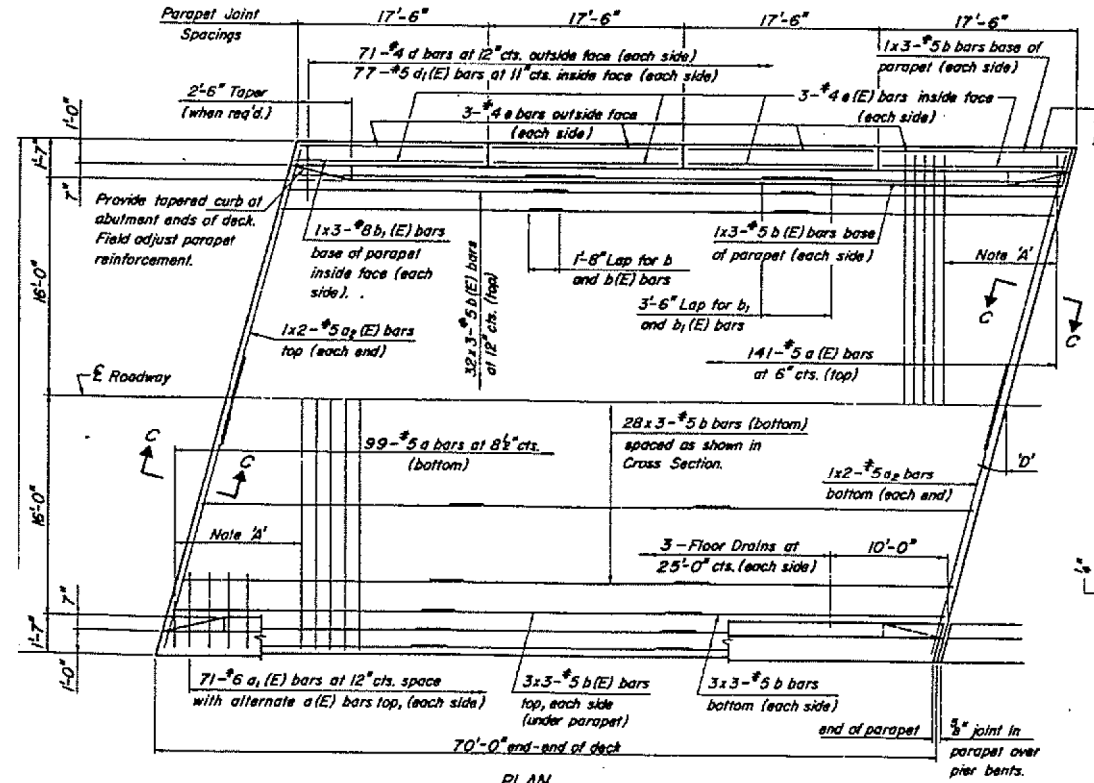 Parapet Joint
Spacings
17'-6" 17'-6" 17'-6" 17'-6"
71-#4 d bars at 12" cts. outside face (each side)
77-#5 d₁(E) bars at 11" cts. inside face (each side)
1x3-#5 b bars base of
parapet (each side)
2'-6" Taper
(when req'd.)
3-#4 e bars outside face
(each side)
3-#4 e(E) bars inside face
(each side)
1'-0"
1'-7"
7"
Provide tapered curb at
abutment ends of deck.
Field adjust parapet
reinforcement.
1x3-#8 b₁(E) bars
base of parapet
inside face (each
side).
32x3-#5 b(E) bars
at 12" cts. (top)
1'-8" Lap for b
and b(E) bars
1x3-#5 b(E) bars base
of parapet (each side)
3'-6" Lap for b₁
and b₁(E) bars
Note 'A'
C
C
16'-0"
1x2-#5 a₂(E) bars
top (each end)
141-#5 a(E) bars
at 6" cts. (top)
℄ Roadway
C
C
99-#5 a bars at 8½" cts.
(bottom)
28x3-#5 b bars (bottom)
spaced as shown in
Cross Section.
'D'
1x2-#5 a₂ bars
bottom (each end)
16'-0"
Note 'A'
3-Floor Drains at
25'-0" cts. (each side)
10'-0"
7"
1'-7"
1'-0"
71-#6 a₁(E) bars at 12" cts. space
with alternate a(E) bars top, (each side)
3x3-#5 b(E) bars
top, each side
(under parapet)
3x3-#5 b bars
bottom (each side)
end of parapet
⅝" joint in
parapet over
pier bents.
70'-0" end-end of deck
PLAN